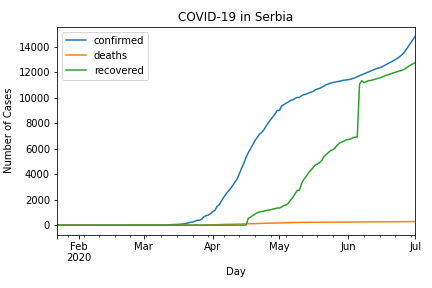 COVID-19 in Serbia
confirmed
deaths
recovered
Number of Cases
14000
12000
10000
8000
6000
4000
2000
0
Feb
2020
Mar
Apr
May
Jun
Jul
Day